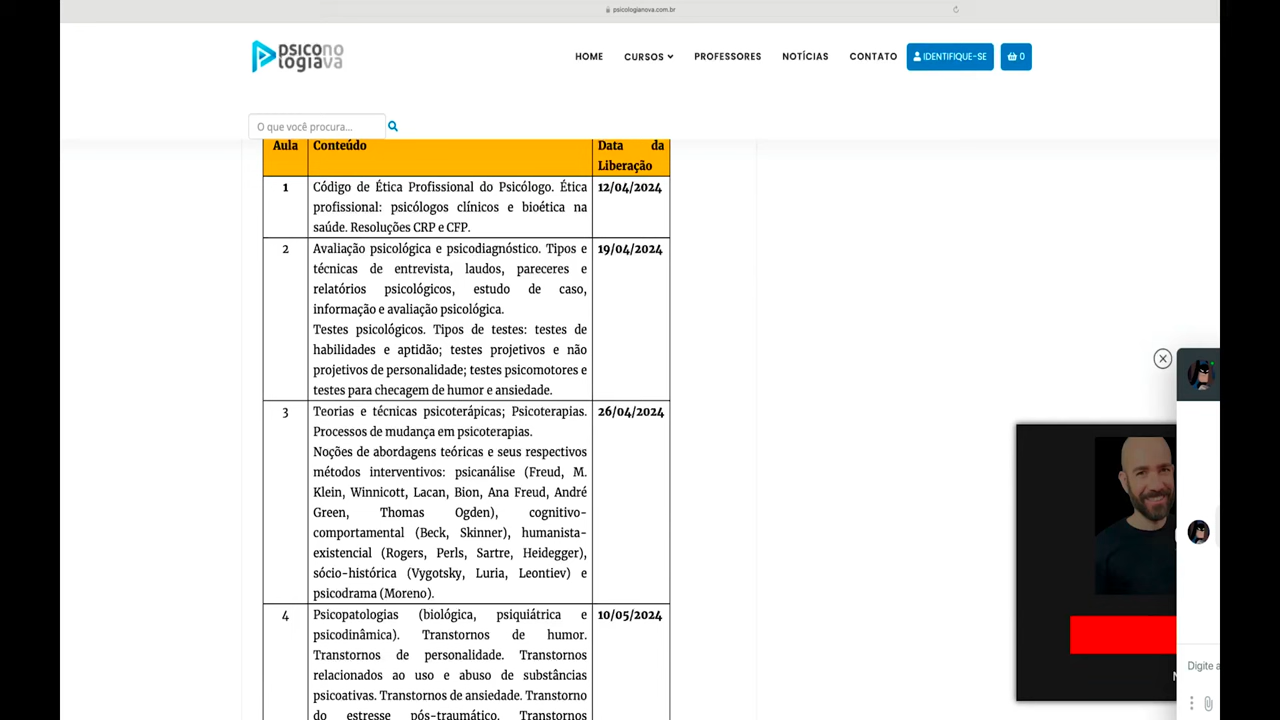 psicologianova.com.br
psicono
logiava
HOME
CURSOS
PROFESSORES
NOTÍCIAS
CONTATO
IDENTIFIQUE-SE
0
O que você procura...
Aula
Conteúdo
Data da
Liberação
1
Código de Ética Profissional do Psicólogo. Ética
profissional: psicólogos clínicos e bioética na
saúde. Resoluções CRP e CFP.
12/04/2024
2
Avaliação psicológica e psicodiagnóstico. Tipos e
técnicas de entrevista, laudos, pareceres e
relatórios psicológicos, estudo de caso,
informação e avaliação psicológica.
Testes psicológicos. Tipos de testes: testes de
habilidades e aptidão; testes projetivos e não
projetivos de personalidade; testes psicomotores e
testes para checagem de humor e ansiedade.
19/04/2024
3
Teorias e técnicas psicoterápicas; Psicoterapias.
Processos de mudança em psicoterapias.
Noções de abordagens teóricas e seus respectivos
métodos interventivos: psicanálise (Freud, M.
Klein, Winnicott, Lacan, Bion, Ana Freud, André
Green, Thomas Ogden), cognitivo-
comportamental (Beck, Skinner), humanista-
existencial (Rogers, Perls, Sartre, Heidegger),
sócio-histórica (Vygotsky, Luria, Leontiev) e
psicodrama (Moreno).
26/04/2024
4
Psicopatologias (biológica, psiquiátrica e
psicodinâmica). Transtornos de humor.
Transtornos de personalidade. Transtornos
relacionados ao uso e abuso de substâncias
psicoativas. Transtornos de ansiedade. Transtorno
do estresse pós-traumático. Transtornos
10/05/2024
Digite